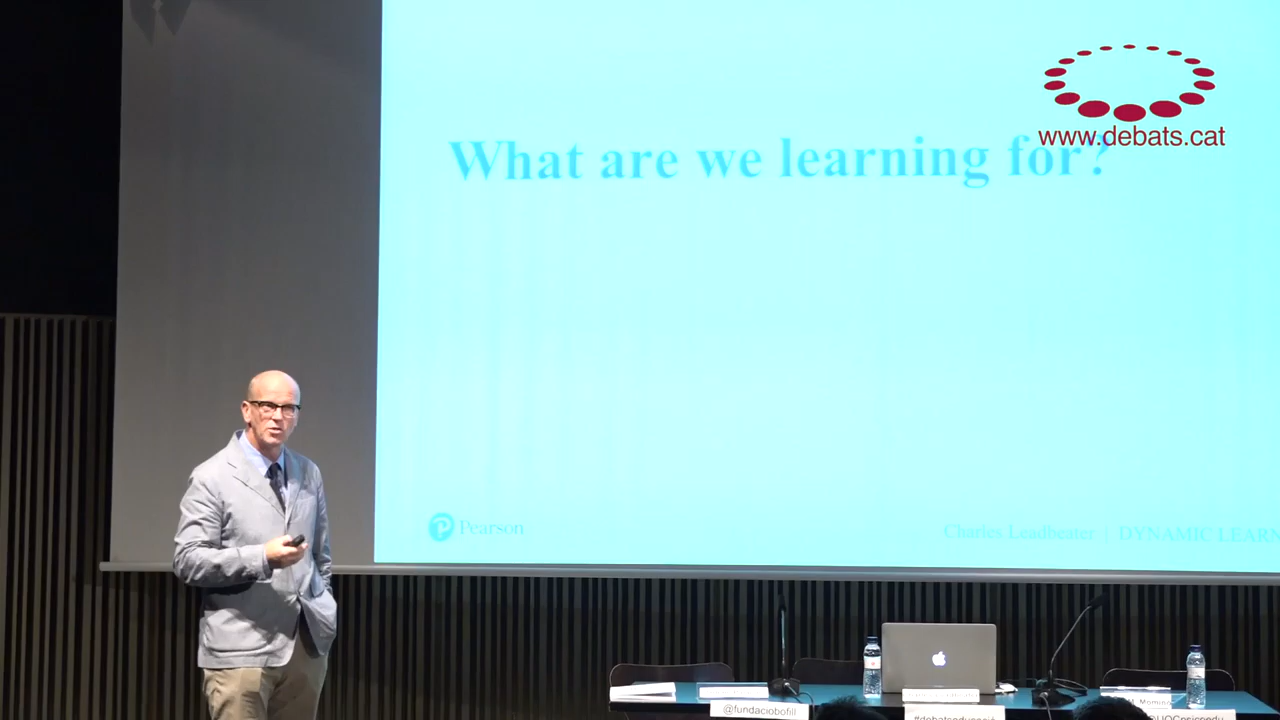 www.debats.cat
What are we learning for?
Pearson
Charles Leadbeater | DYNAMIC LEARN
@fundaciobofill